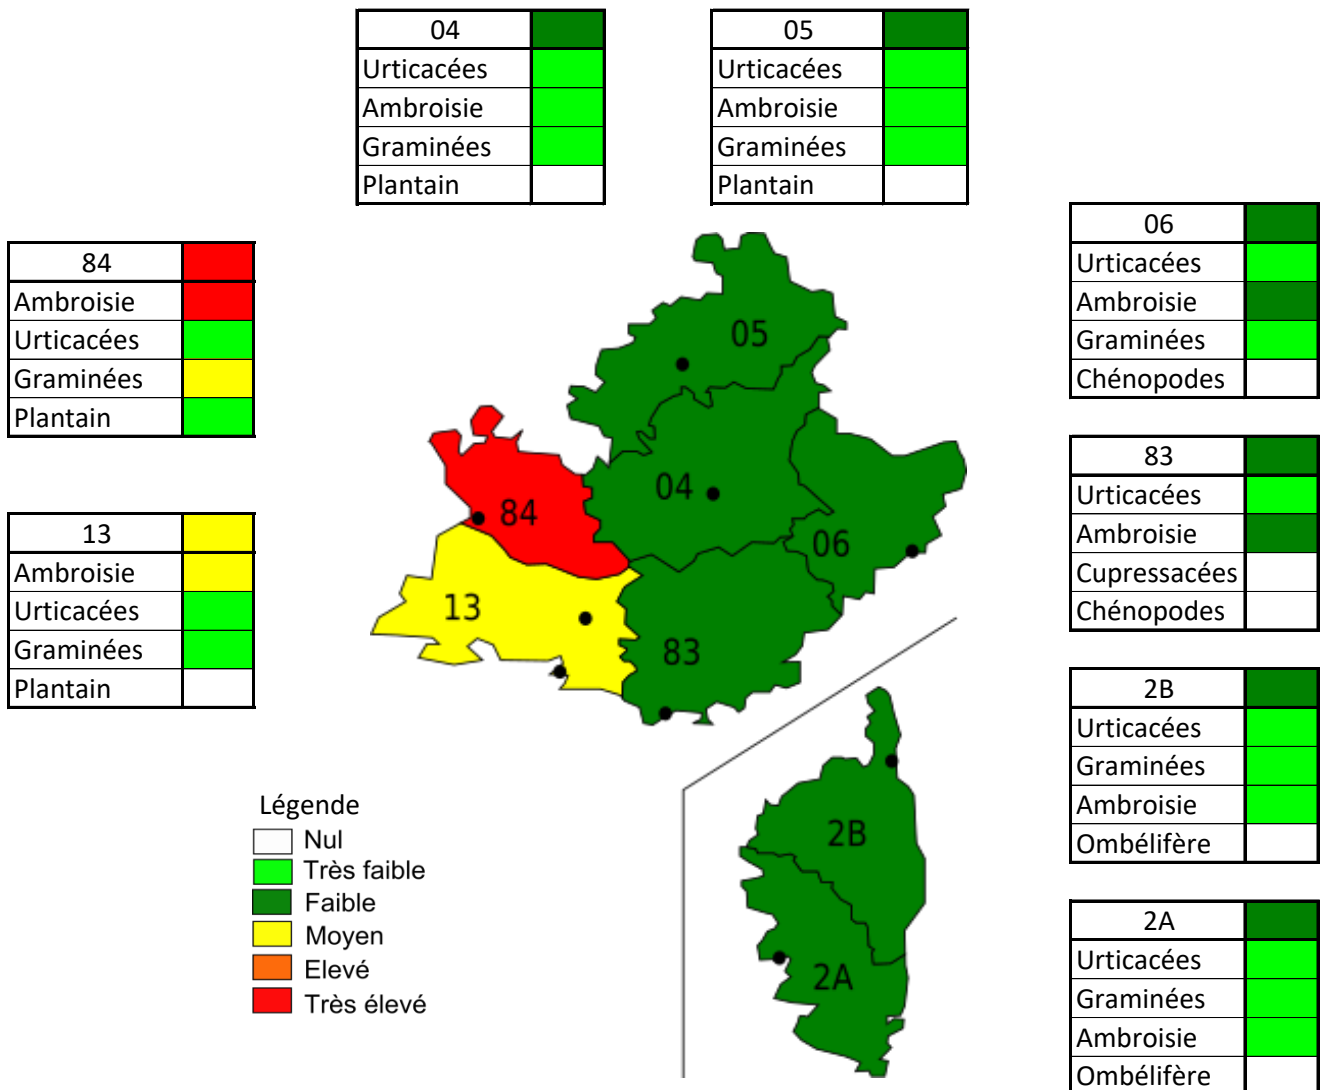 04
Urticacées
Ambroisie
Graminées
Plantain
05
Urticacées
Ambroisie
Graminées
Plantain
06
Urticacées
Ambroisie
Graminées
Chénopodes
84
Ambroisie
Urticacées
Graminées
Plantain
83
Urticacées
Ambroisie
Cupressacées
Chénopodes
13
Ambroisie
Urticacées
Graminées
Plantain
2B
Urticacées
Graminées
Ambroisie
Ombélifère
2A
Urticacées
Graminées
Ambroisie
Ombélifère
05
04
84
06
13
83
2B
2A
Légende
Nul
Très faible
Faible
Moyen
Elevé
Très élevé